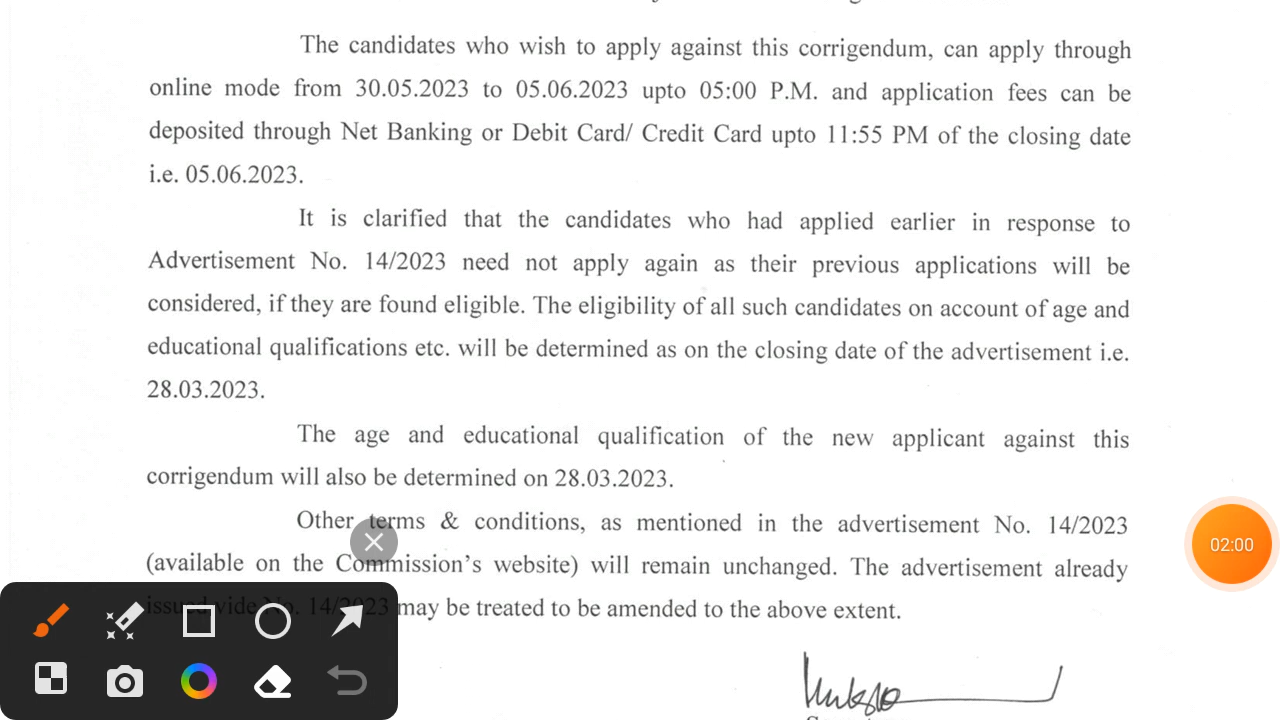 The candidates who wish to apply against this corrigendum, can apply through
online mode from 30.05.2023 to 05.06.2023 upto 05:00 P.M. and application fees can be
deposited through Net Banking or Debit Card/ Credit Card upto 11:55 PM of the closing date
i.e. 05.06.2023.
It is clarified that the candidates who had applied earlier in response to
Advertisement No. 14/2023 need not apply again as their previous applications will be
considered, if they are found eligible. The eligibility of all such candidates on account of age and
educational qualifications etc. will be determined as on the closing date of the advertisement i.e.
28.03.2023.
The age and educational qualification of the new applicant against this
corrigendum will also be determined on 28.03.2023.
Other terms & conditions, as mentioned in the advertisement No. 14/2023
02:00
(available on the Commission's website) will remain unchanged. The advertisement already
issued vide No. 14/2023 may be treated to be amended to the above extent.